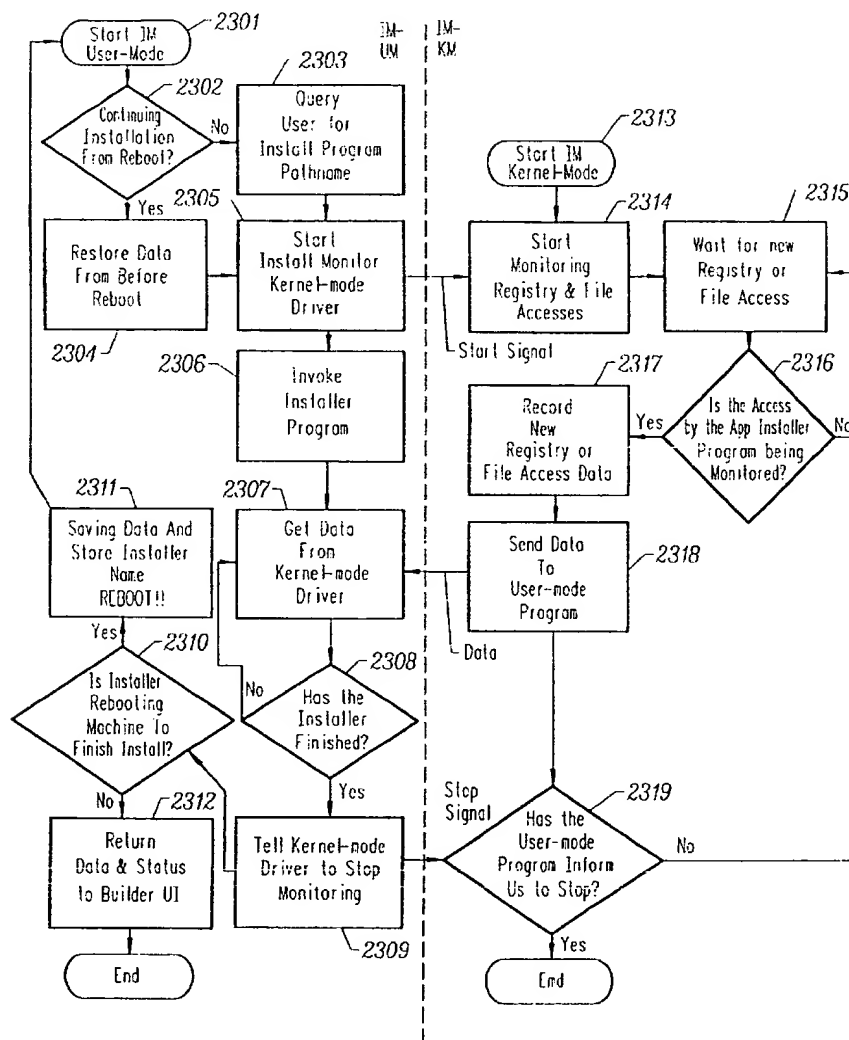 Start IM
User-Mode
2301
IM-
UM
IM-
KM
2302
Continuing
Installation
From Reboot?
No
Yes
2303
Query
User for
Install Program
Pathname
2313
Start IM
Kernel-Mode
2305
Restore Data
From Before
Reboot
2304
Start
Install Monitor
Kernel-mode
Driver
Start Signal
2314
Start
Monitoring
Registry & File
Accesses
2315
Wait for new
Registry or
File Access
2306
Invoke
Installer
Program
2317
Record
New
Registry or
File Access Data
2316
Is the Access
by the App Installer
Program being
Monitored?
Yes
No
2311
Saving Data And
Store Installer
Name
REBOOT!!
2307
Get Data
From
Kernel-mode
Driver
Send Data
To
User-mode
Program
2318
Data
Yes
2310
Is Installer
Rebooting
Machine To
Finish Install?
No
2308
No
Has the
Installer
Finished?
Yes
2312
Return
Data & Status
to Builder UI
Tell Kernel-mode
Driver to Stop
Monitoring
2309
Stop
Signal
2319
Has the
User-mode
Program Inform
Us to Stop?
No
Yes
End
End